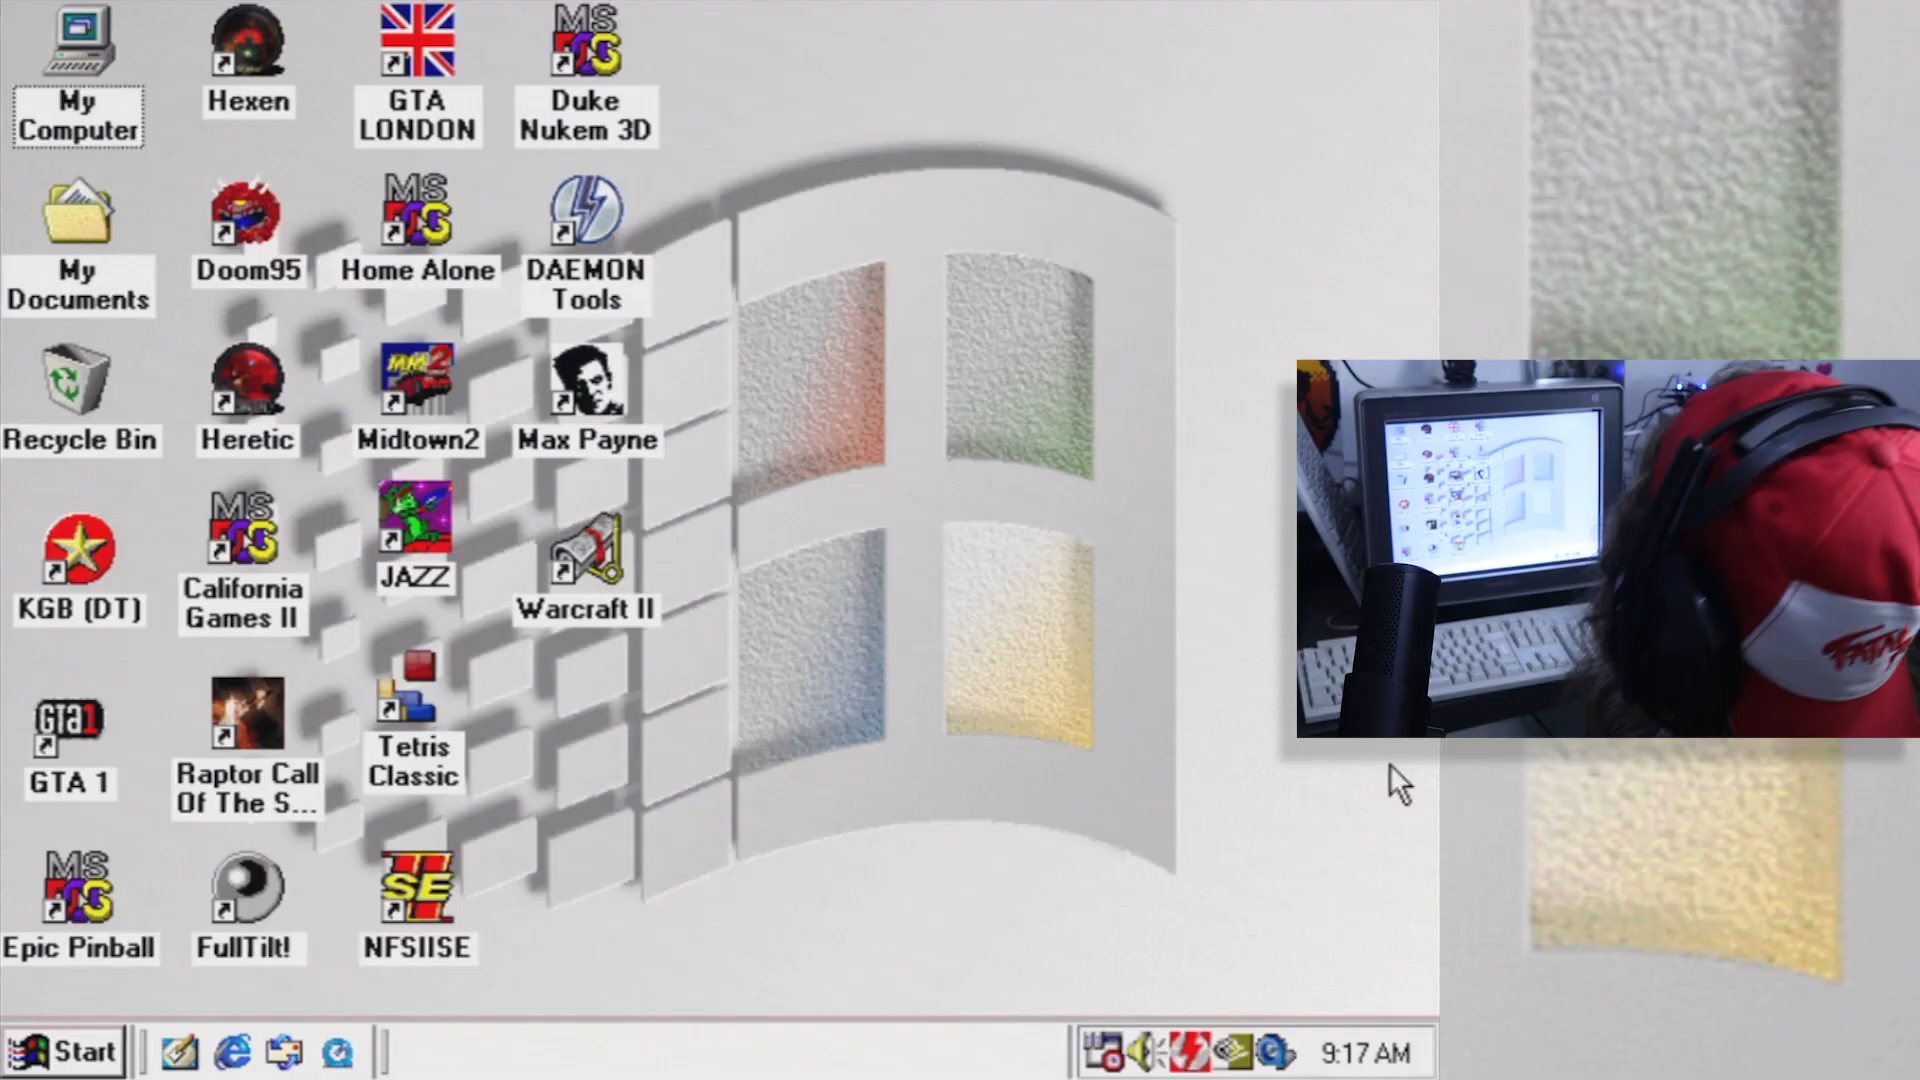 My
Computer
Hexen
GTA
LONDON
MS
Duke
Nukem 3D
My
Documents
Doom95
MS
Home Alone
DAEMON
Tools
Recycle Bin
Heretic
MM2
Midtown2
Max Payne
KGB (DT)
MS
California
Games II
JAZZ
Warcraft II
GTA1
GTA 1
Raptor Call
Of The S...
Tetris
Classic
MS
Epic Pinball
FullTilt!
SE
NFSIISE
Start
9:17 AM